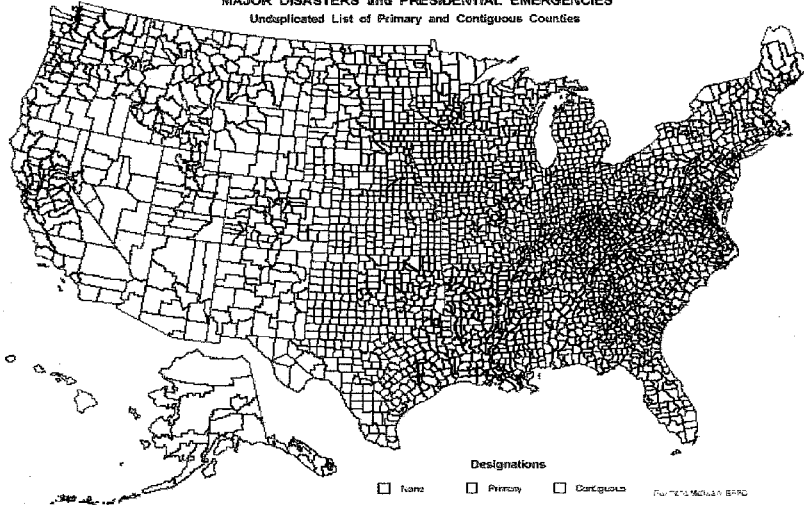 MAJOR DISASTERS and PRESIDENTIAL EMERGENCIES
Unduplicated List of Primary and Contiguous Counties
Designations
None
Primary
Contiguous